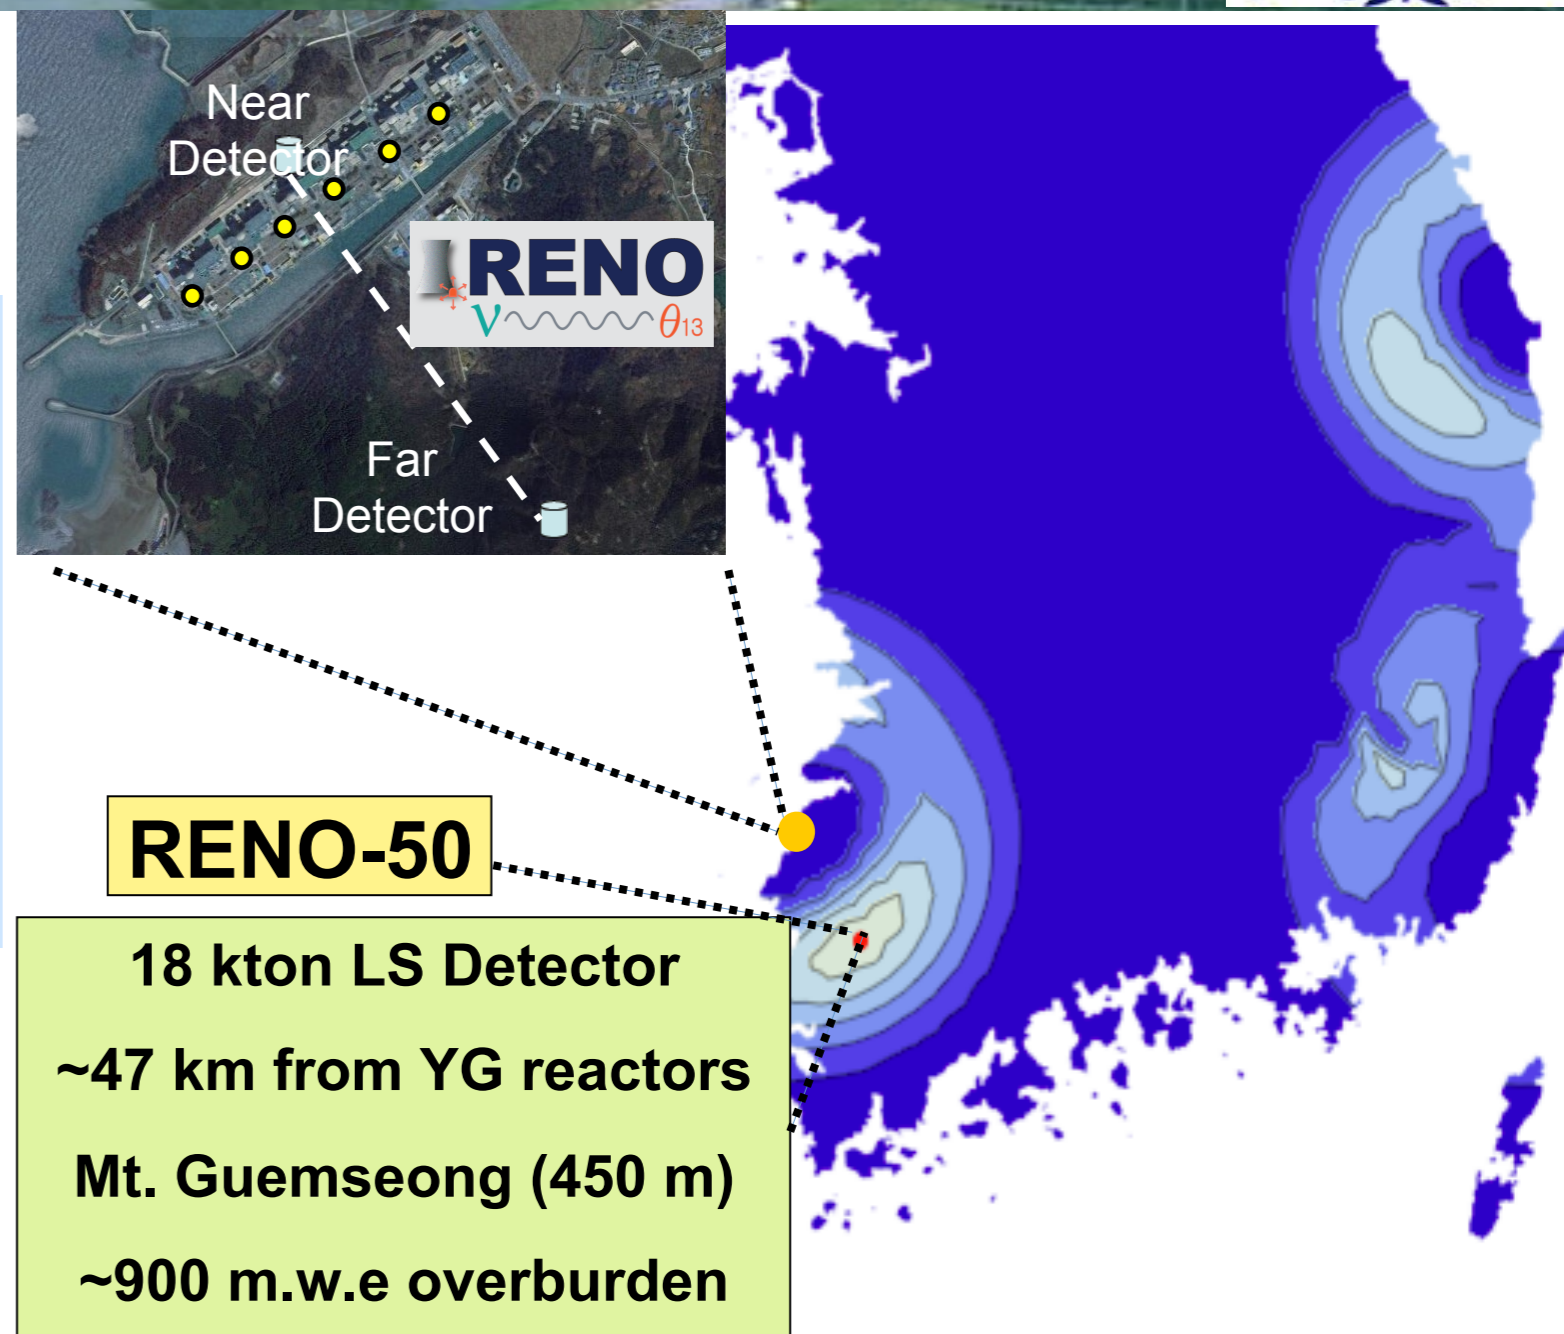 Near
Detector
RENO
ν θ13
Far
Detector
RENO-50
18 kton LS Detector
~47 km from YG reactors
Mt. Guemseong (450 m)
~900 m.w.e overburden